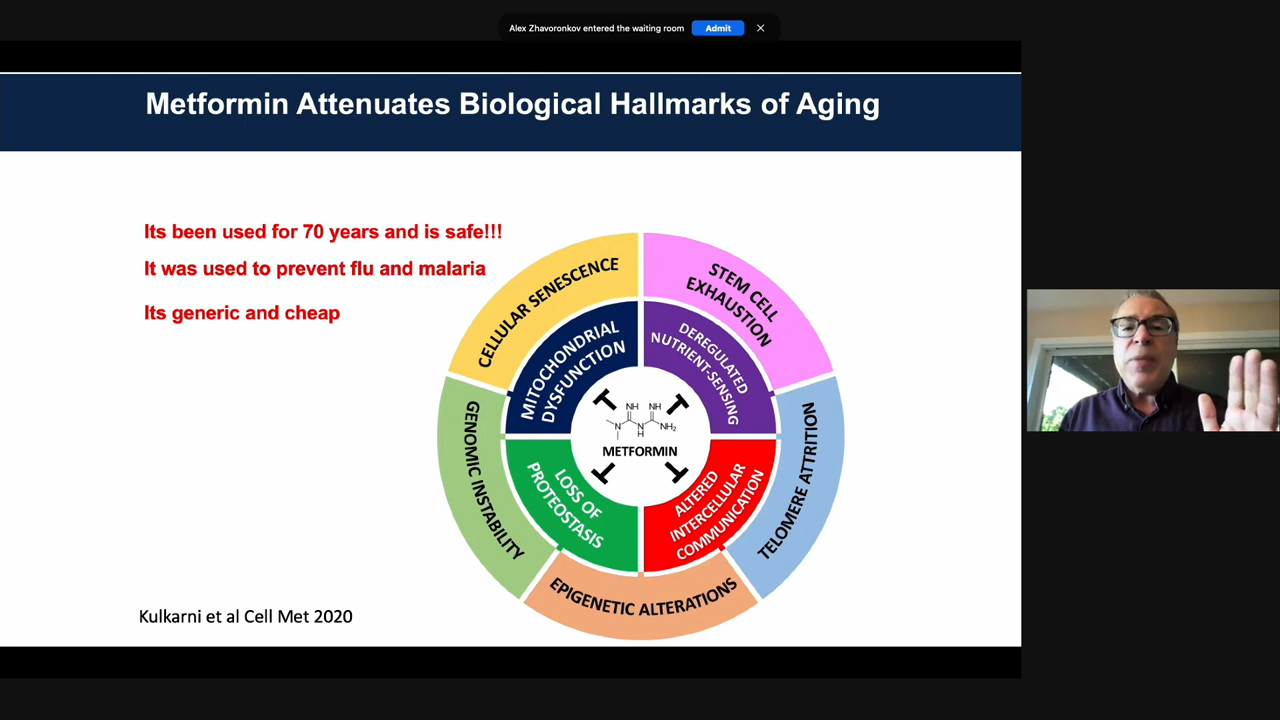 Alex Zhavoronkov entered the waiting room
Admit
Metformin Attenuates Biological Hallmarks of Aging
Its been used for 70 years and is safe!!!
It was used to prevent flu and malaria
Its generic and cheap
CELLULAR SENESCENCE
STEM CELL
EXHAUSTION
MITOCHONDRIAL
DYSFUNCTION
DEREGULATED
NUTRIENT-SENSING
GENOMIC INSTABILITY
TELOMERE ATTRITION
NH NH
N N NH₂
H
METFORMIN
LOSS OF
PROTEOSTASIS
ALTERED
INTERCELLULAR
COMMUNICATION
EPIGENETIC ALTERATIONS
Kulkarni et al Cell Met 2020